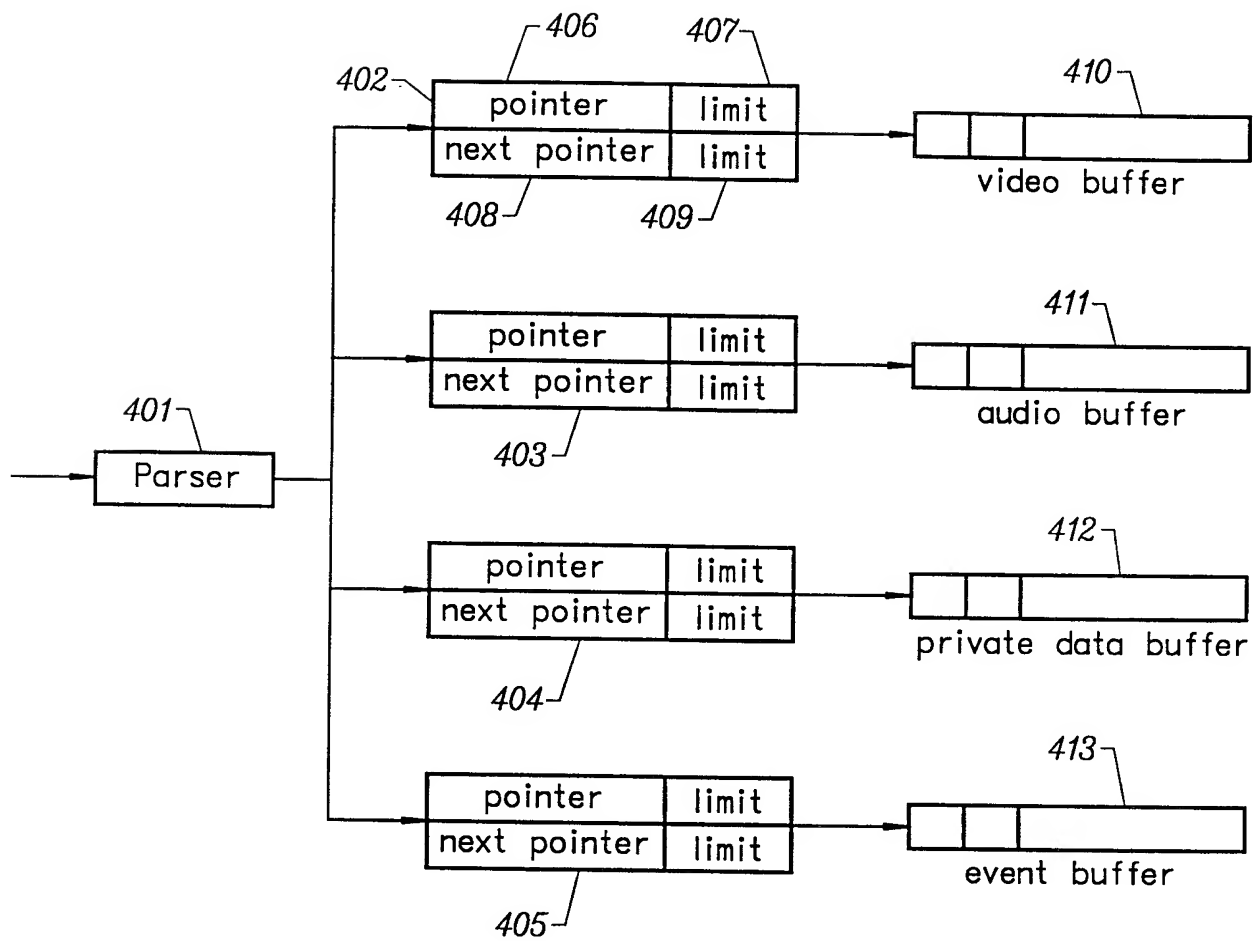 406
407
402
410
pointer limit
next pointer limit
video buffer
408
409
411
pointer limit
next pointer limit
audio buffer
401
403
Parser
412
pointer limit
next pointer limit
private data buffer
404
413
pointer limit
next pointer limit
event buffer
405